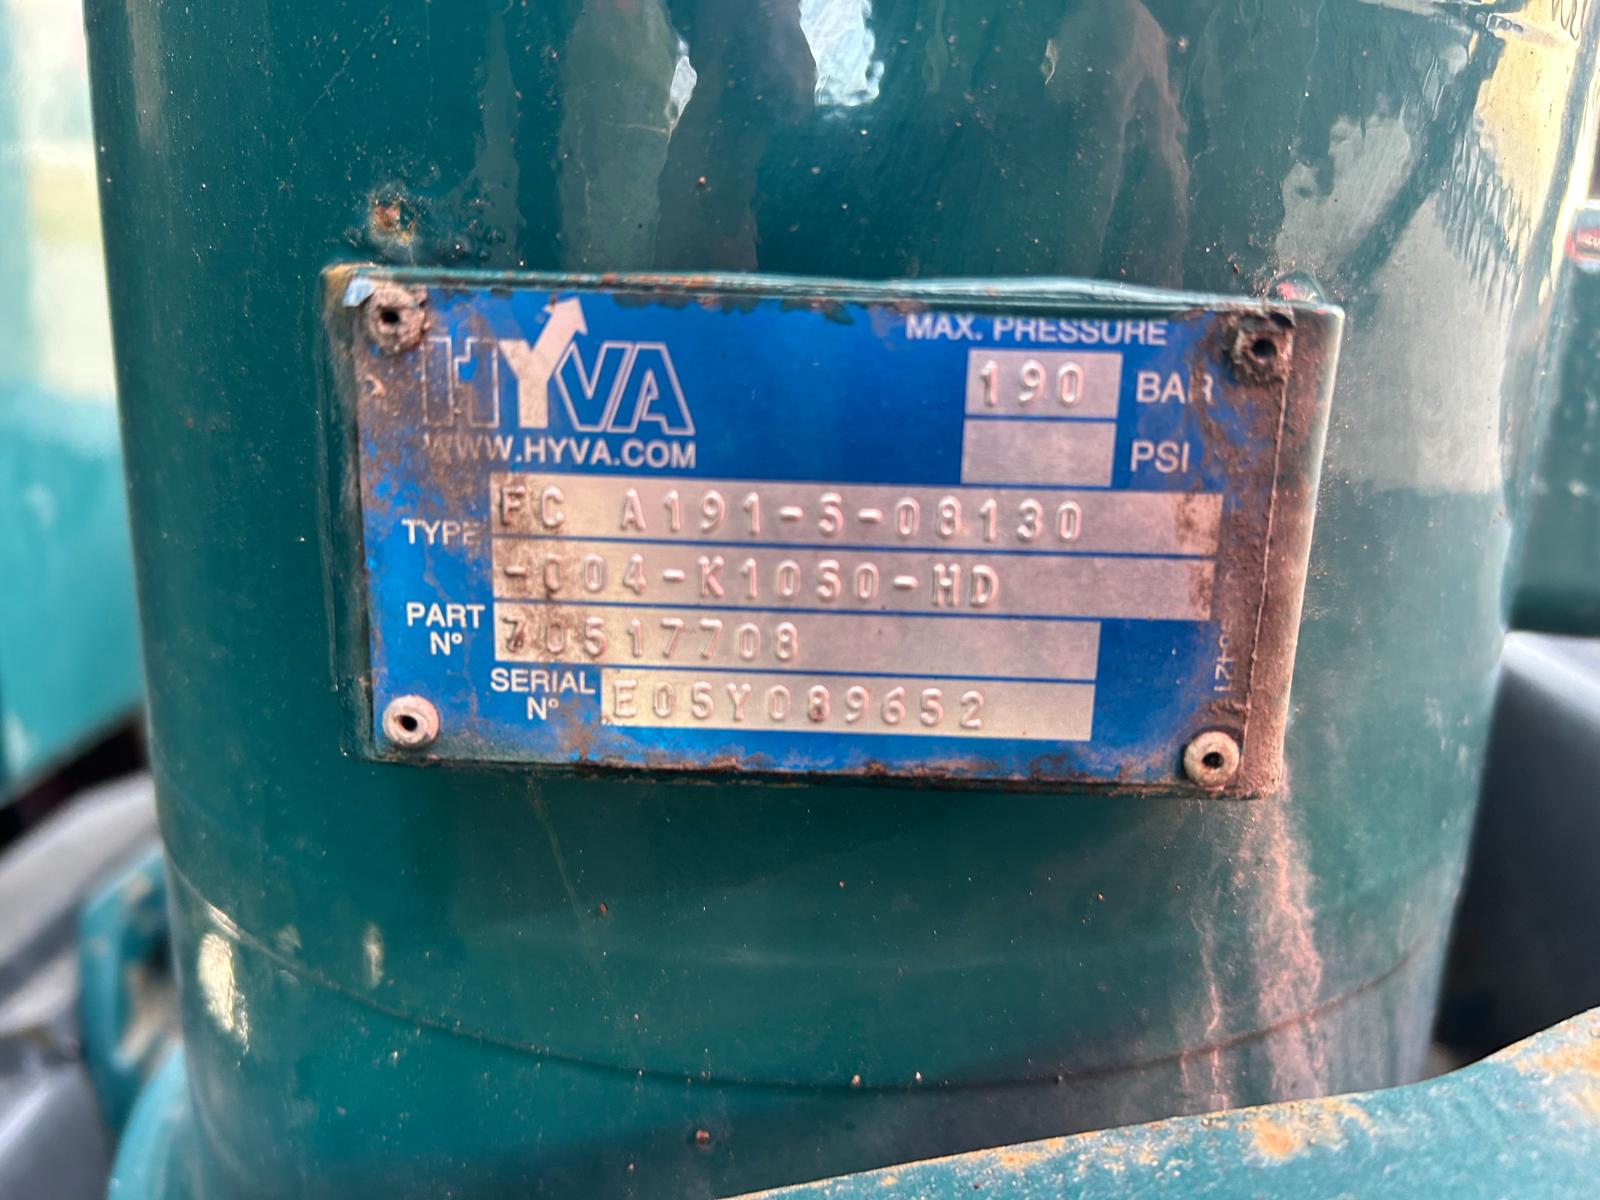 HYVA
WWW.HYVA.COM
MAX. PRESSURE
190 BAR
PSI
TYPE FC A191-5-08130
-004-K1050-HD
PART Nº 70517708
SERIAL Nº E05Y089652